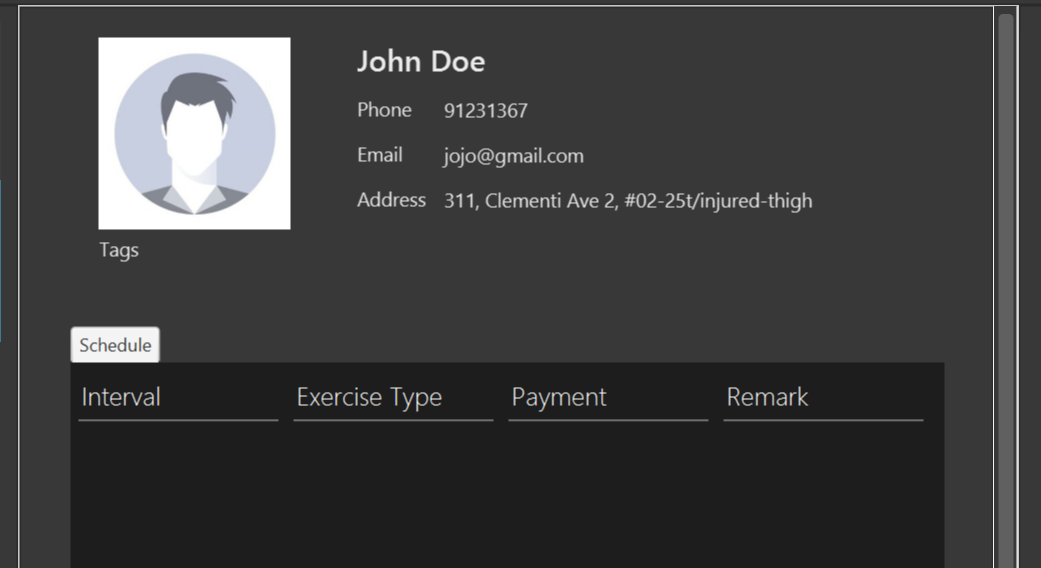 John Doe
Phone 91231367
Email jojo@gmail.com
Address 311, Clementi Ave 2, #02-25t/injured-thigh
Tags
Schedule
Interval Exercise Type Payment Remark